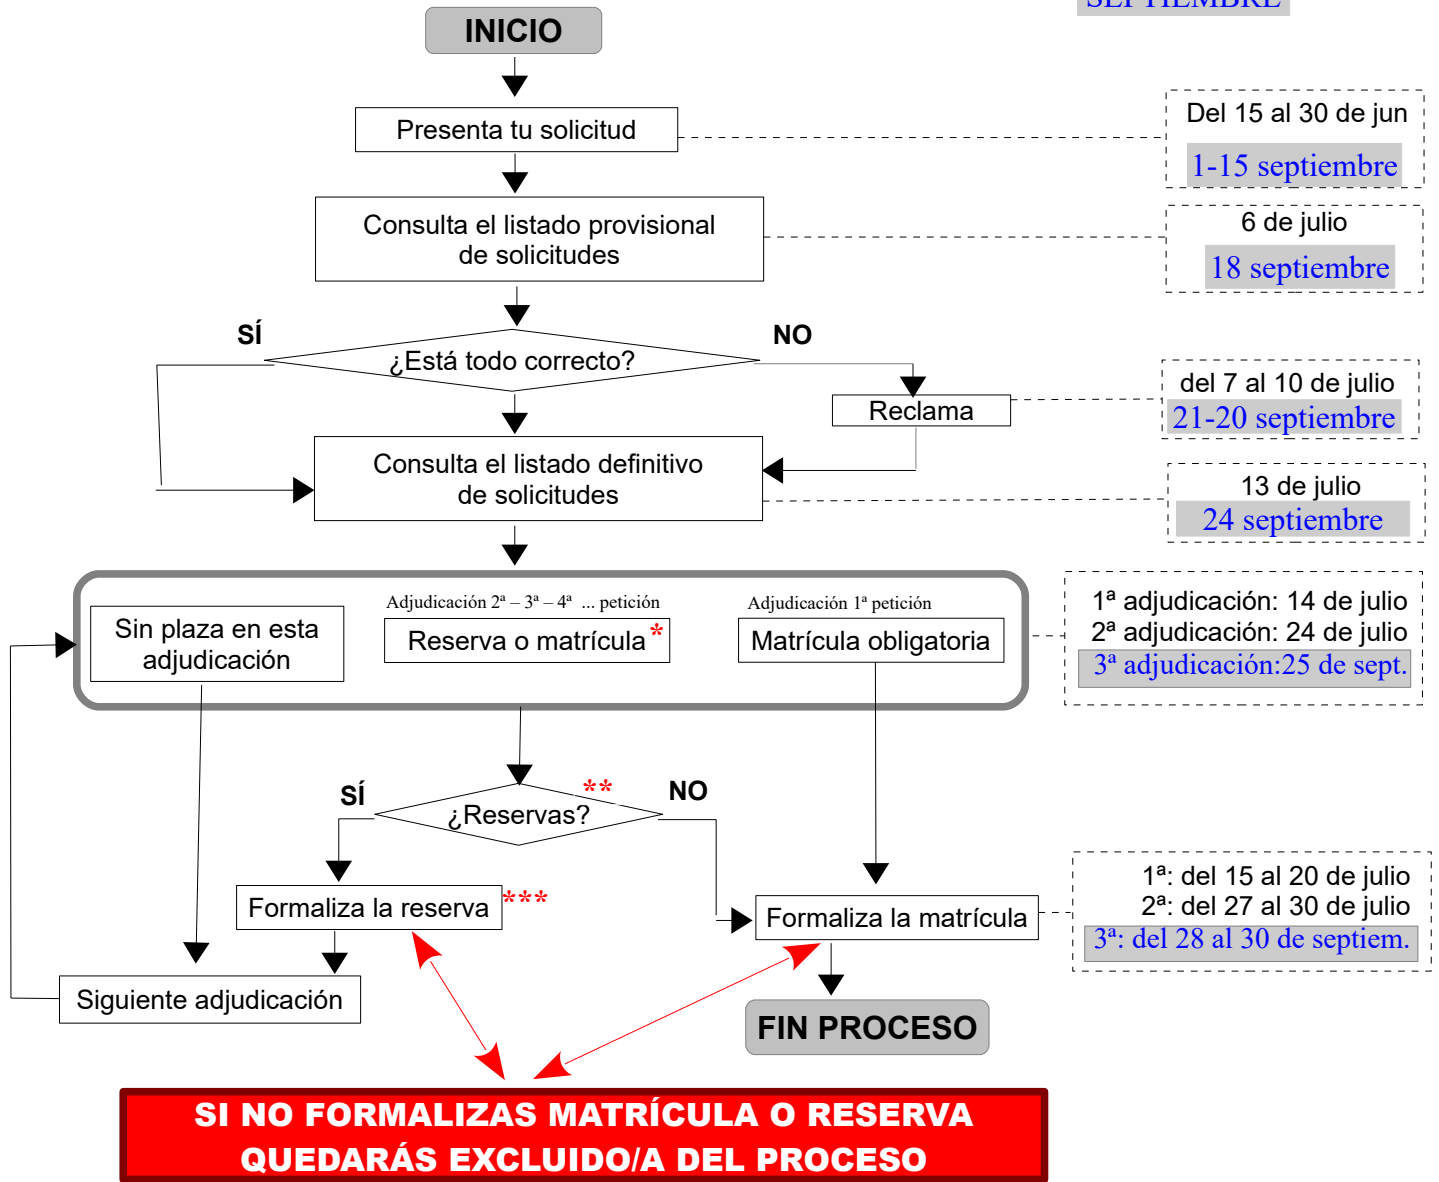 SEPTIEMBRE
INICIO
Presenta tu solicitud
Del 15 al 30 de jun
1-15 septiembre
Consulta el listado provisional
de solicitudes
6 de julio
18 septiembre
SÍ
NO
¿Está todo correcto?
Reclama
del 7 al 10 de julio
21-20 septiembre
Consulta el listado definitivo
de solicitudes
13 de julio
24 septiembre
Sin plaza en esta
adjudicación
Adjudicación 2ª – 3ª – 4ª ... petición
Reserva o matrícula *
Adjudicación 1ª petición
Matrícula obligatoria
1ª adjudicación: 14 de julio
2ª adjudicación: 24 de julio
3ª adjudicación:25 de sept.
SÍ
**
NO
¿Reservas?
Formaliza la reserva ***
Formaliza la matrícula
1ª: del 15 al 20 de julio
2ª: del 27 al 30 de julio
3ª: del 28 al 30 de septiem.
Siguiente adjudicación
FIN PROCESO
SI NO FORMALIZAS MATRÍCULA O RESERVA
QUEDARÁS EXCLUIDO/A DEL PROCESO